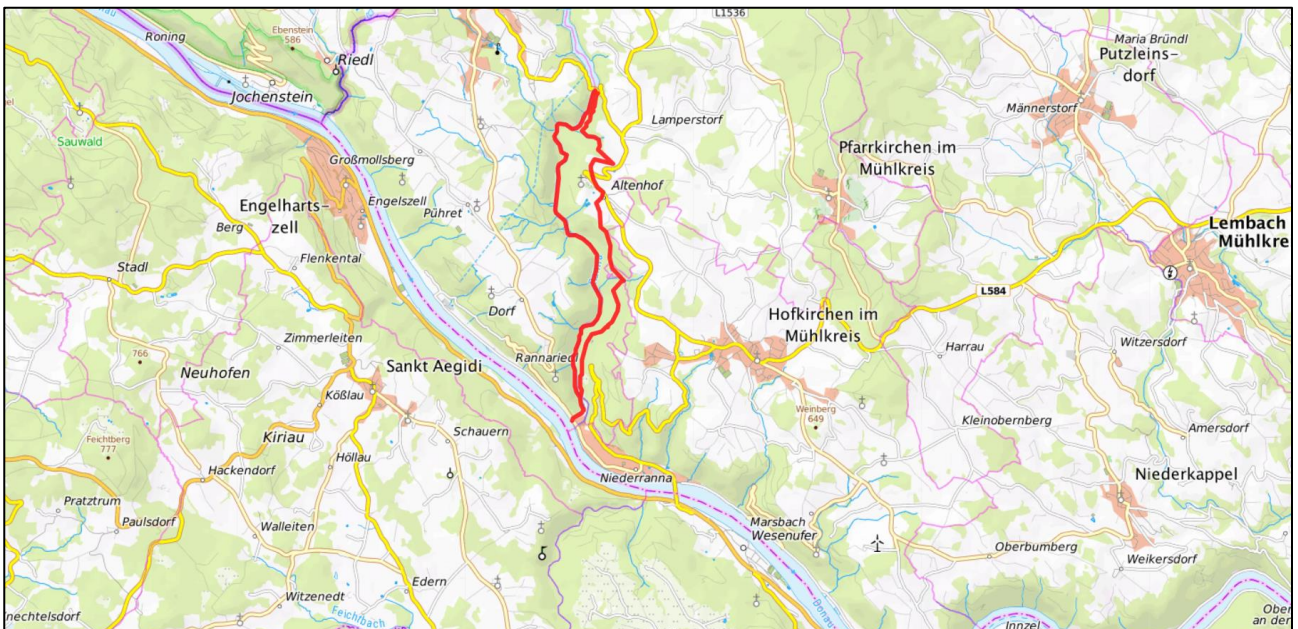 L1536
Roning
Ebenstein
586
Riedl
Maria Bründl
Putzleins-
dorf
Jochenstein
Männerstorf
Lamperstorf
Sauwald
Großmollsberg
Pfarrkirchen im
Mühlkreis
Altenhof
Engelharts-
zell
Engelszell
Pühret
Berg
Lembach
Mühlkre
Flenkental
Stadl
L584
Dorf
Hofkirchen im
Mühlkreis
Zimmerleiten
766
Neuhofen
Sankt Aegidi
Rannariedl
Harrau
Witzersdorf
Kößlau
Weinberg
649
Kleinobernberg
Amersdorf
Feichtberg
777
Kiriau
Schauern
Höllau
Hackendorf
Niederranna
Niederkappel
Pratztrum
Paulsdorf
Walleiten
Marsbach
Wesenufer
Oberbumberg
Weikersdorf
Edern
Witzenedt
Feichtbach
Donau
nechtelsdorf
Innzel
Ober
an der